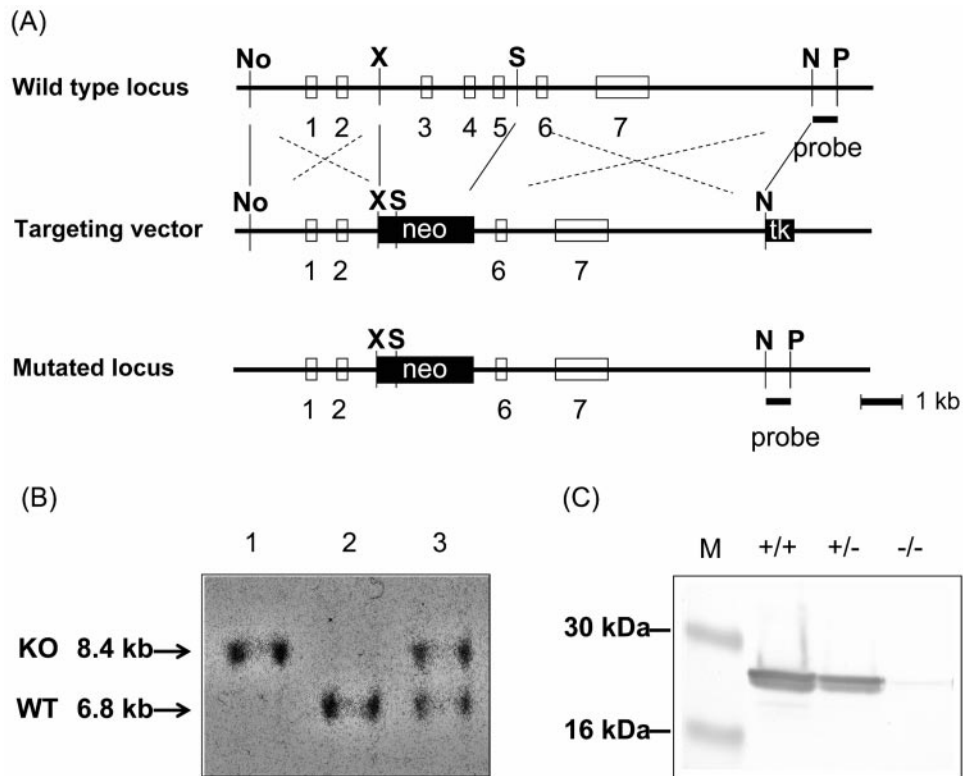 (A)
No X S N P
Wild type locus
1 2 3 4 5 6 7
probe
No X S N
Targeting vector neo tk
1 2 6 7
X S N P
Mutated locus neo
1 2 6 7 1 kb
probe
(B)
1 2 3
KO 8.4 kb
WT 6.8 kb
(C)
M +/+ +/- -/-
30 kDa
16 kDa